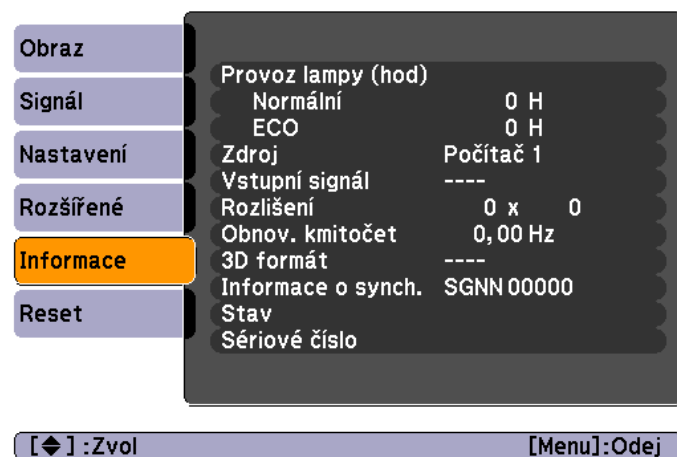 Obraz
Signál
Nastavení
Rozšířené
Informace
Reset
Provoz lampy (hod)
Normální 0 H
ECO 0 H
Zdroj Počítač 1
Vstupní signál ----
Rozlišení 0 x 0
Obnov. kmitočet 0,00 Hz
3D formát ----
Informace o synch. SGNN 00000
Stav
Sériové číslo
[◆] :Zvol [Menu]:Odej